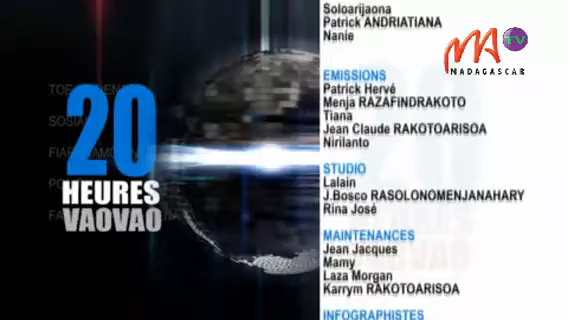 Soloarijaona
Patrick ANDRIATIANA
Nanie
MA TV
MADAGASCAR
EMISSIONS
Patrick Hervé
Menja RAZAFINDRAKOTO
Tiana
Jean Claude RAKOTOARISOA
Nirilanto
20
HEURES
VAOVAO
STUDIO
Lalain
J.Bosco RASOLONOMENJANAHARY
Rina José
MAINTENANCES
Jean Jacques
Mamy
Laza Morgan
Karrym RAKOTOARISOA
INFOGRAPHISTES